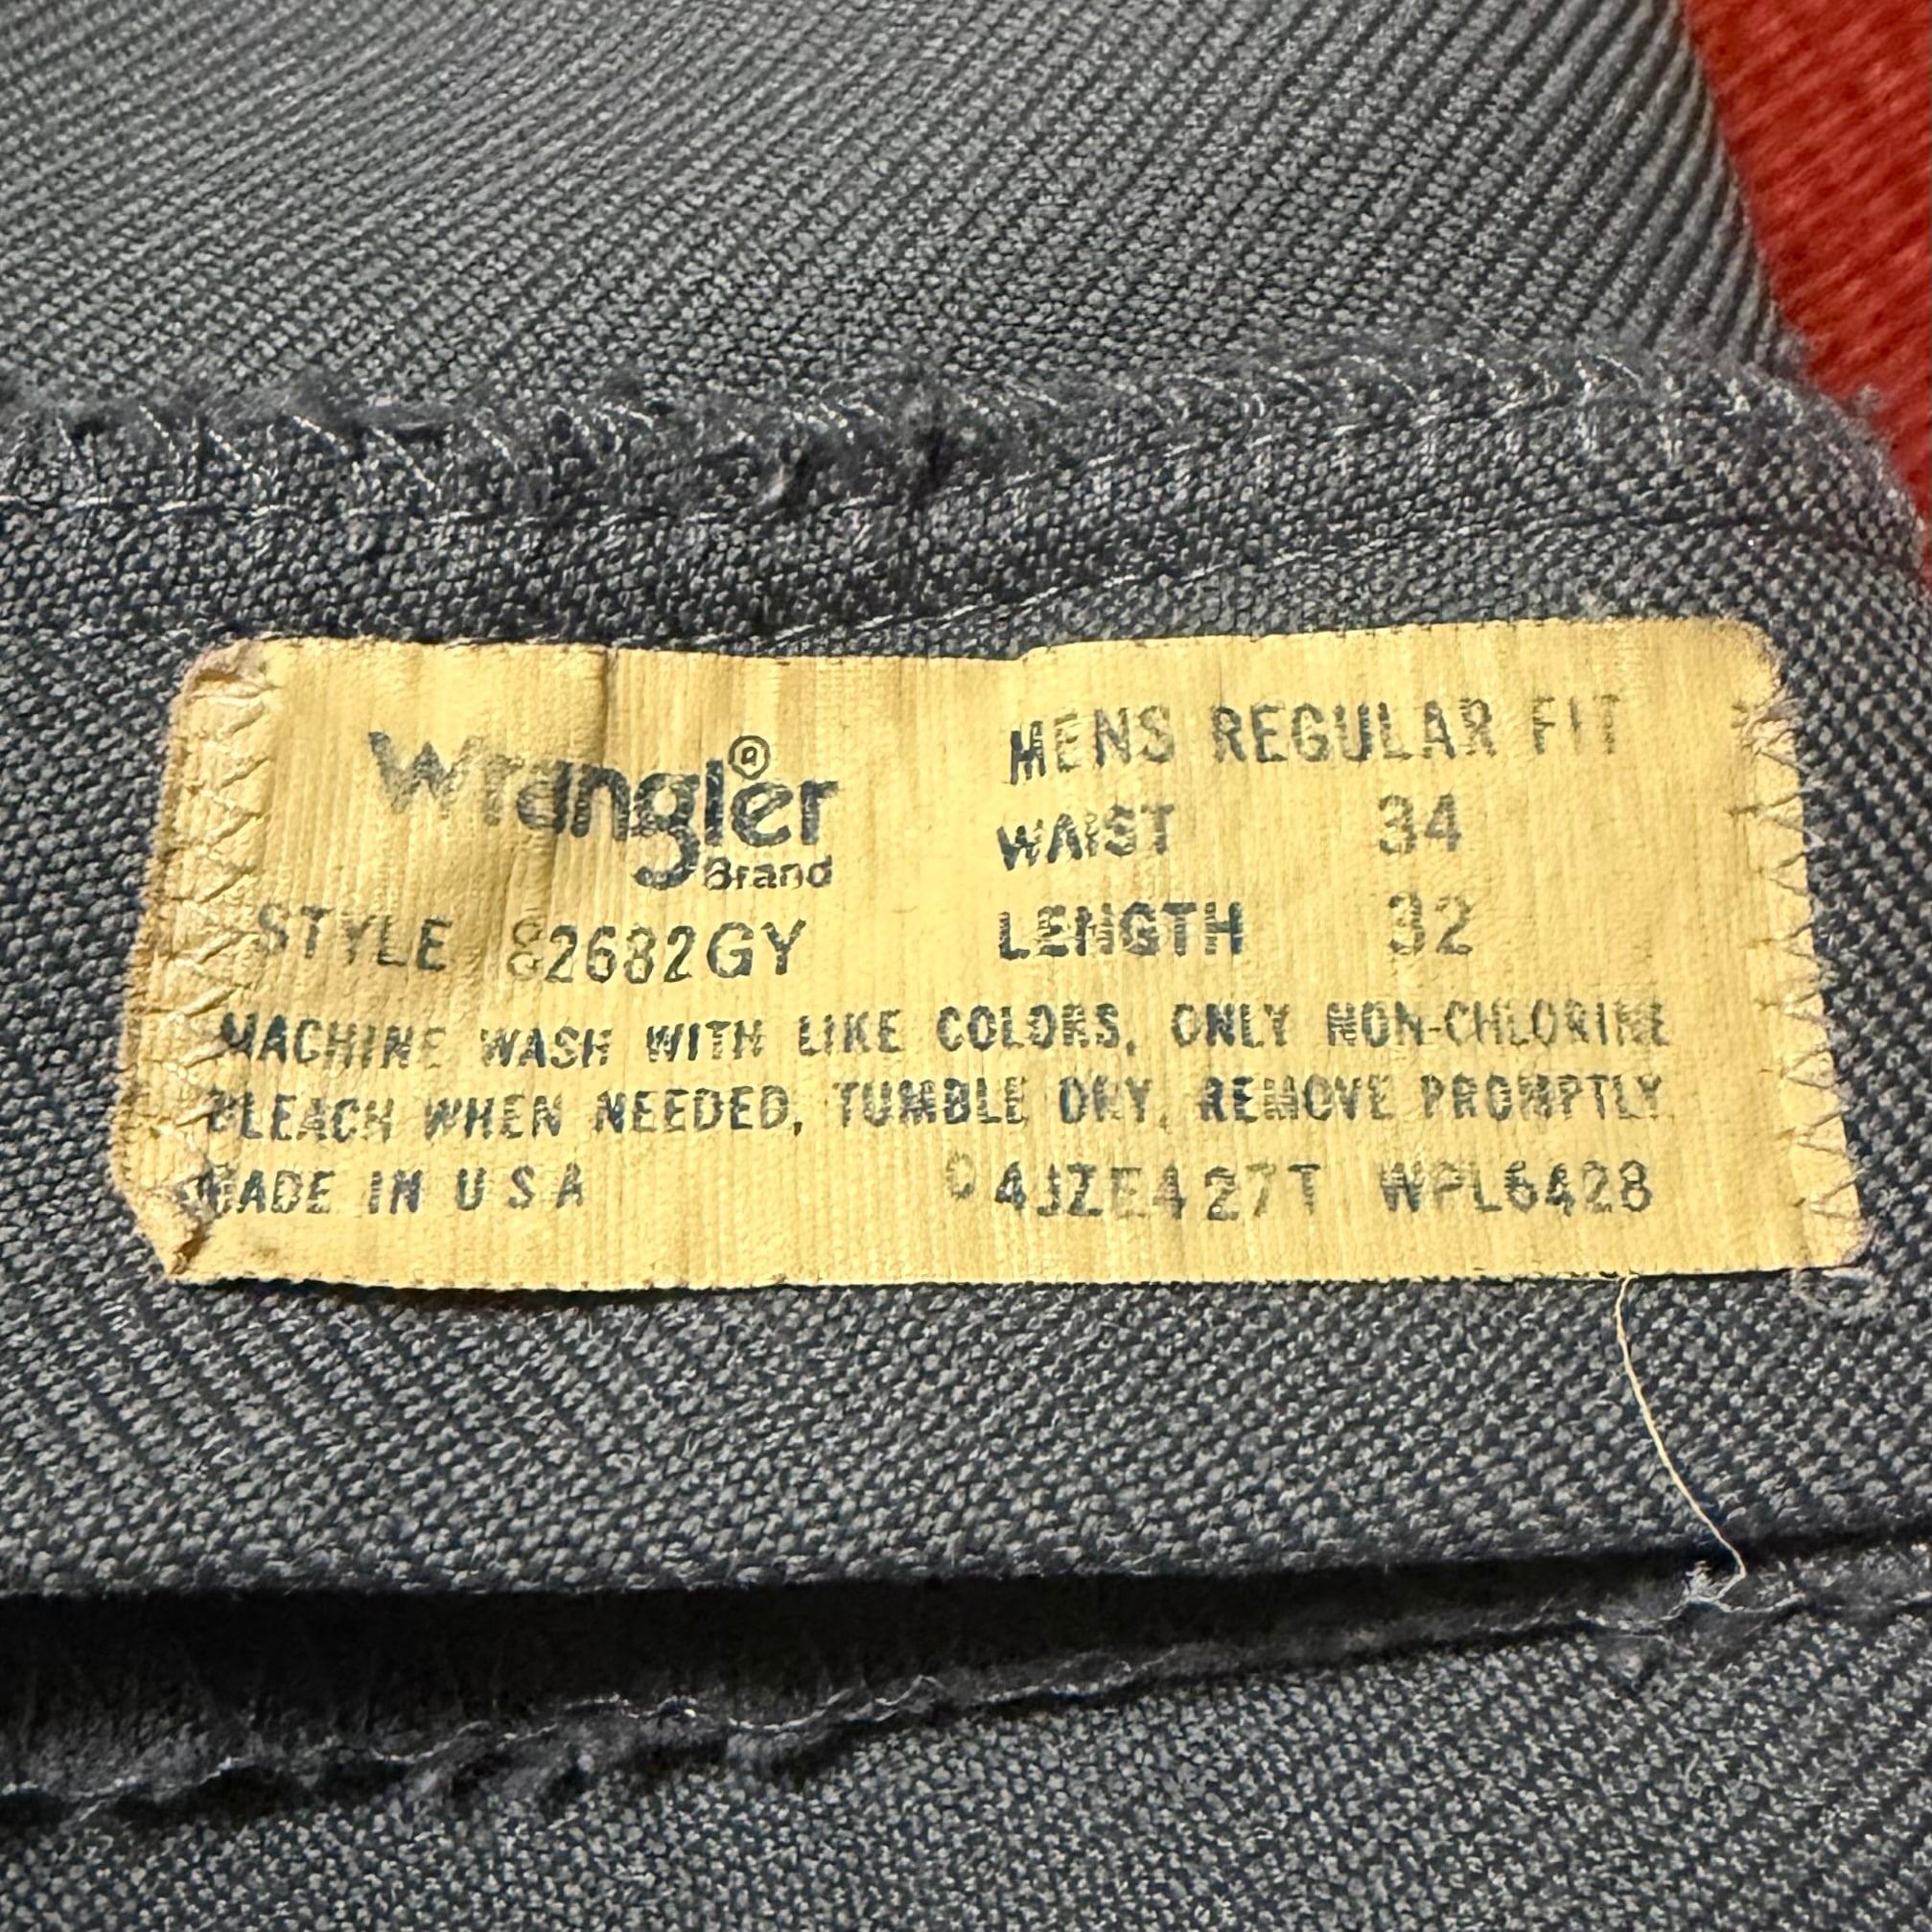 Wrangler®
Brand
MENS REGULAR FIT
WAIST 34
LENGTH 32
STYLE 82682GY
MACHINE WASH WITH LIKE COLORS, ONLY NON-CHLORINE
BLEACH WHEN NEEDED, TUMBLE DRY, REMOVE PROMPTLY
MADE IN U S A
04JZE427T WPL6428